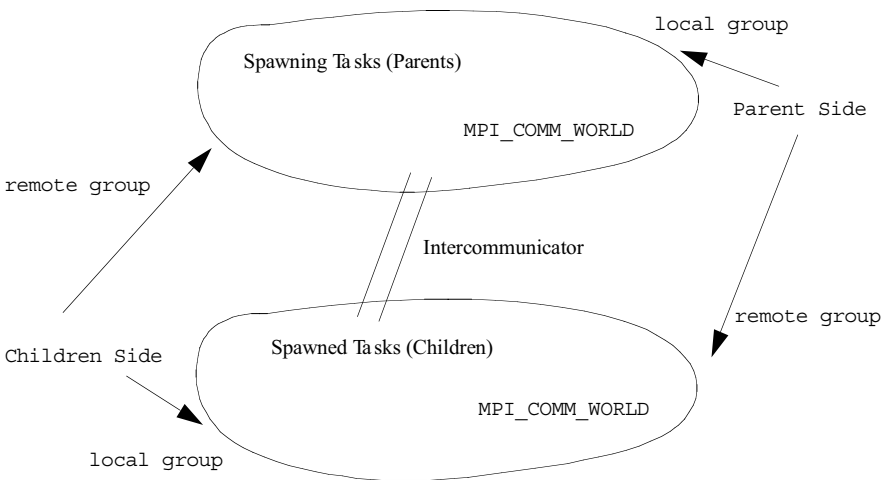 local group
Spawning Tasks (Parents)
Parent Side
MPI_COMM_WORLD
remote group
Intercommunicator
remote group
Spawned Tasks (Children)
Children Side
MPI_COMM_WORLD
local group